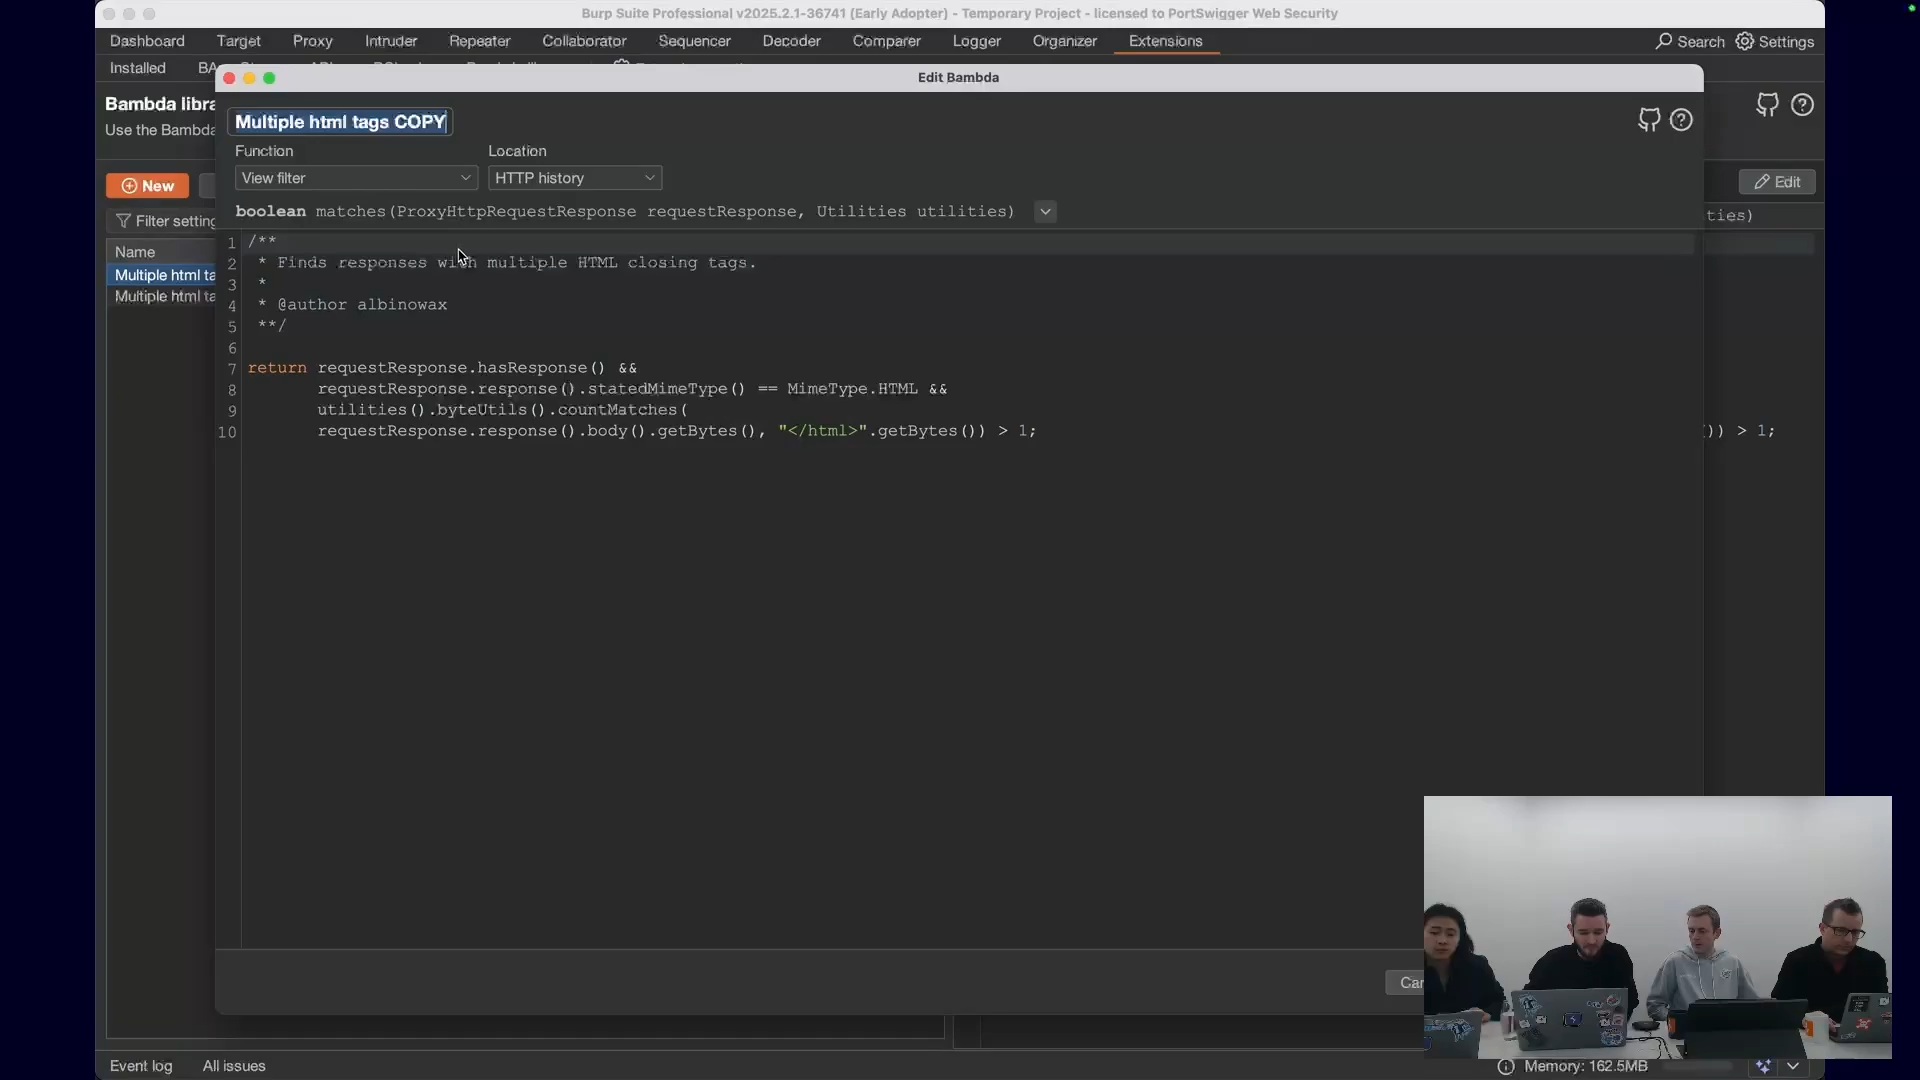 Burp Suite Professional v2025.2.1-36741 (Early Adopter) - Temporary Project - licensed to PortSwigger Web Security
Dashboard Target Proxy Intruder Repeater Collaborator Sequencer Decoder Comparer Logger Organizer Extensions Search Settings
Installed
Edit Bambda
Bambda libra
Use the Bambda
Multiple html tags COPY
Function Location
View filter HTTP history
New Edit
boolean matches(ProxyHttpRequestResponse requestResponse, Utilities utilities)
ties)
Filter setting
Name
Multiple html ta
Multiple html ta
1 /**
2 * Finds responses with multiple HTML closing tags.
3 *
4 * @author albinowax
5 **/
6
7 return requestResponse.hasResponse() &&
8 requestResponse.response().statedMimeType() == MimeType.HTML &&
9 utilities().byteUtils().countMatches(
10 requestResponse.response().body().getBytes(), "</html>".getBytes()) > 1;
)) > 1;
Event log All issues
Memory: 162.5MB